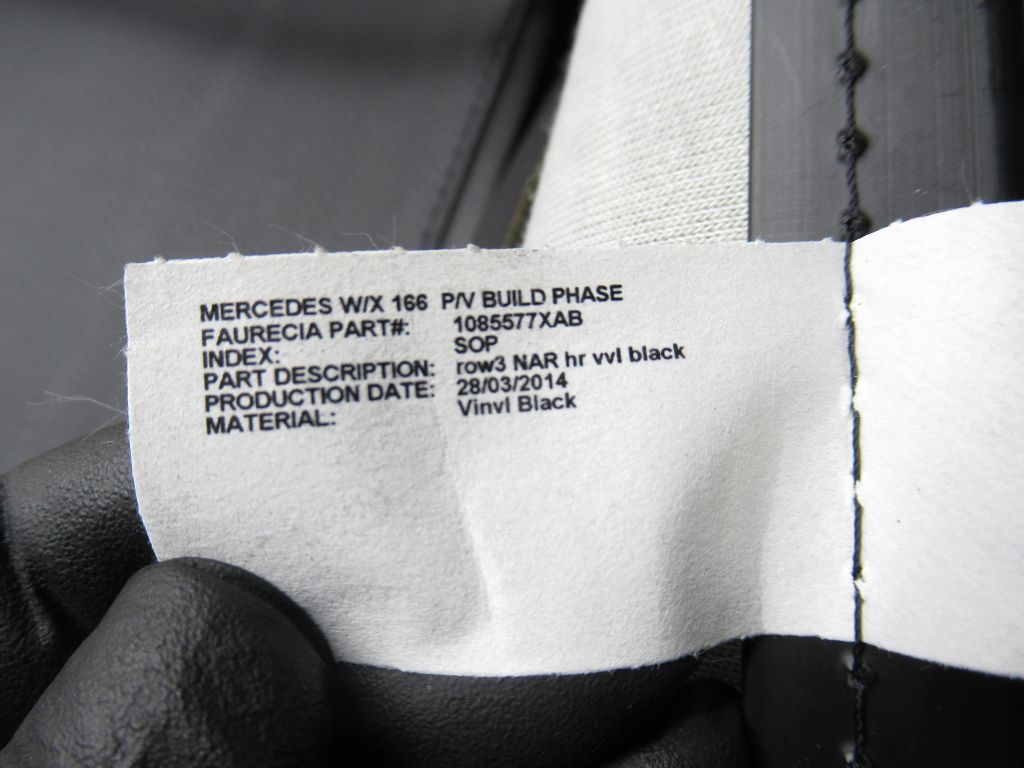 MERCEDES W/X 166 P/V BUILD PHASE
FAURECIA PART#: 1085577XAB
INDEX: SOP
PART DESCRIPTION: row3 NAR hr vvl black
PRODUCTION DATE: 28/03/2014
MATERIAL: Vinvl Black